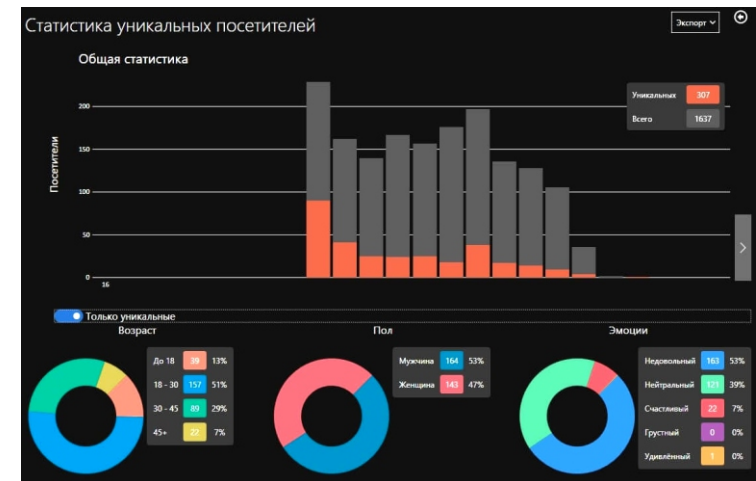 Статистика уникальных посетителей
Экспорт
Общая статистика
Уникальных 307
Всего 1637
Посетители
200
150
100
50
0
16
Только уникальные
Возраст
До 18 39 13%
18 - 30 157 51%
30 - 45 89 29%
45+ 22 7%
Пол
Мужчина 164 53%
Женщина 143 47%
Эмоции
Недовольный 163 53%
Нейтральный 121 39%
Счастливый 22 7%
Грустный 0 0%
Удивлённый 1 0%